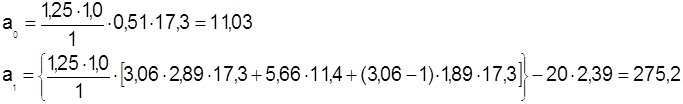 a₀ = \frac{1,25·1,0}{1}·0,51·17,3 = 11,03
a₁ = {\frac{1,25·1,0}{1}·[3,06·2,89·17,3+5,66·11,4+(3,06−1)·1,89·17,3]}−20·2,39 = 275,2